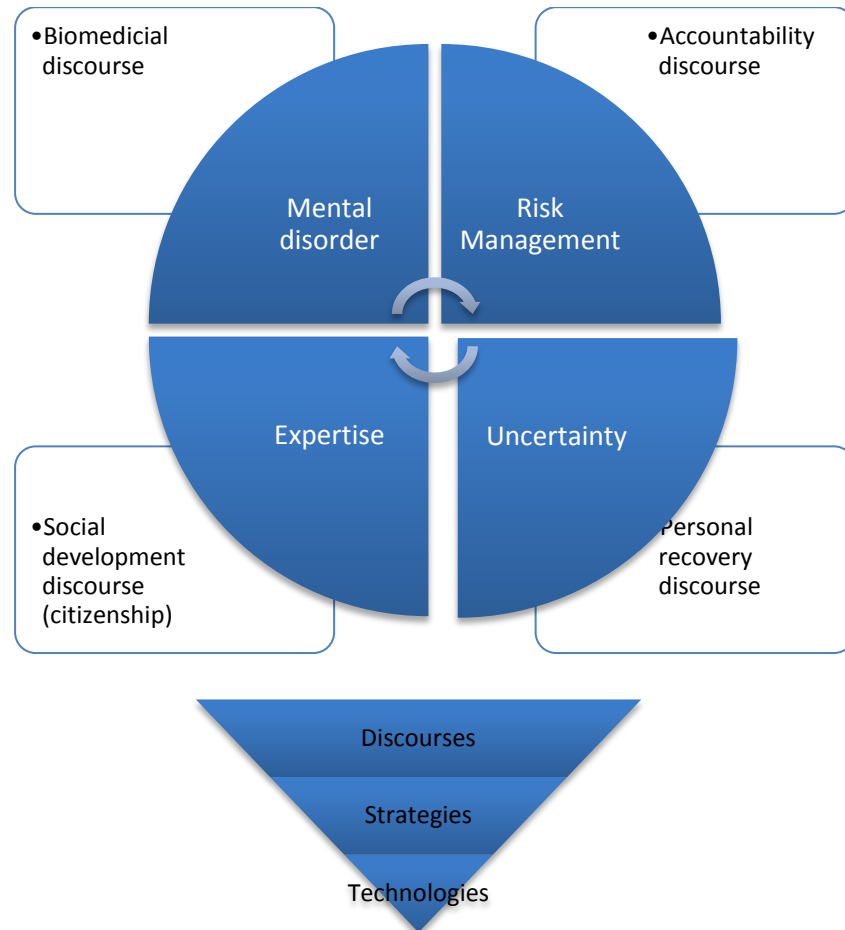 •Biomedicial
discourse
•Accountability
discourse
Mental
disorder
Risk
Management
Expertise
Uncertainty
•Social
development
discourse
(citizenship)
Personal
recovery
discourse
Discourses
Strategies
Technologies